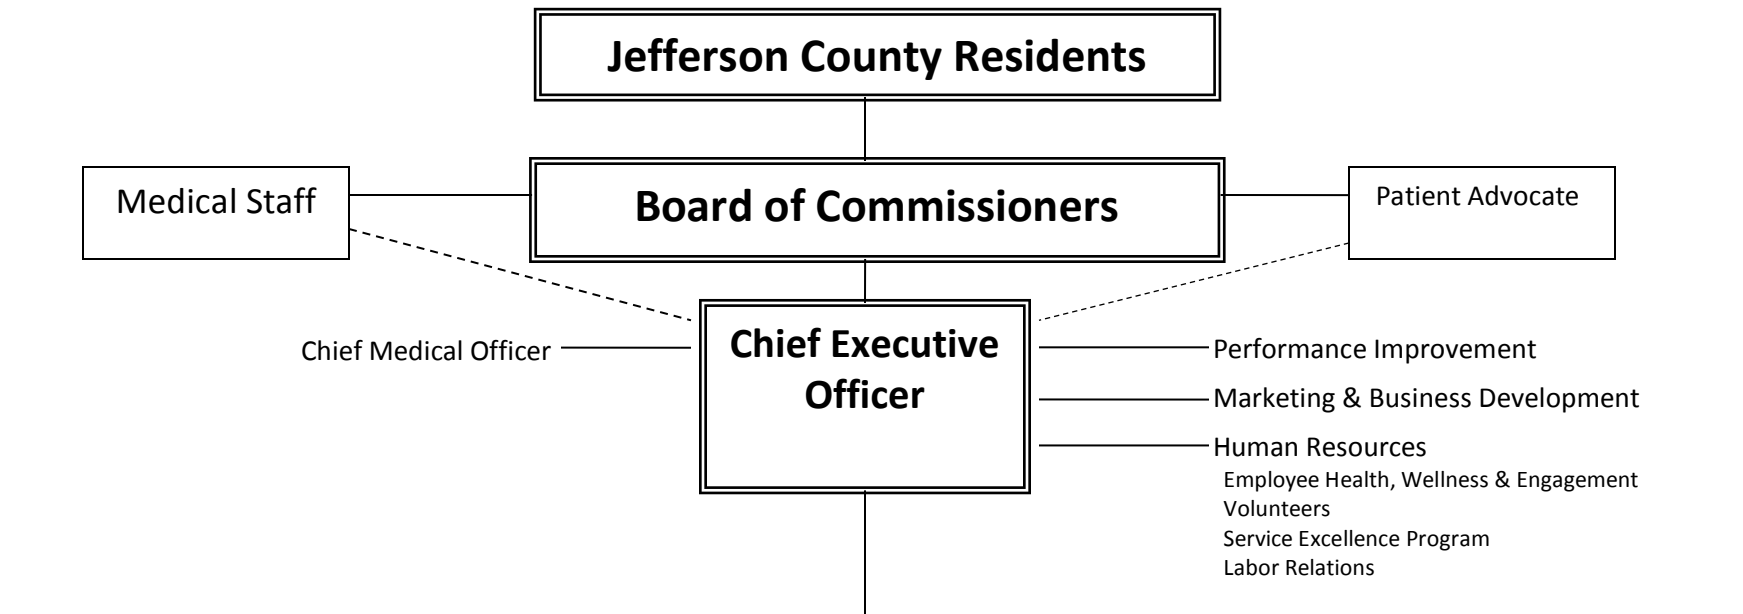 Jefferson County Residents
Medical Staff
Board of Commissioners
Patient Advocate
Chief Medical Officer
Chief Executive
Officer
Performance Improvement
Marketing & Business Development
Human Resources
Employee Health, Wellness & Engagement
Volunteers
Service Excellence Program
Labor Relations